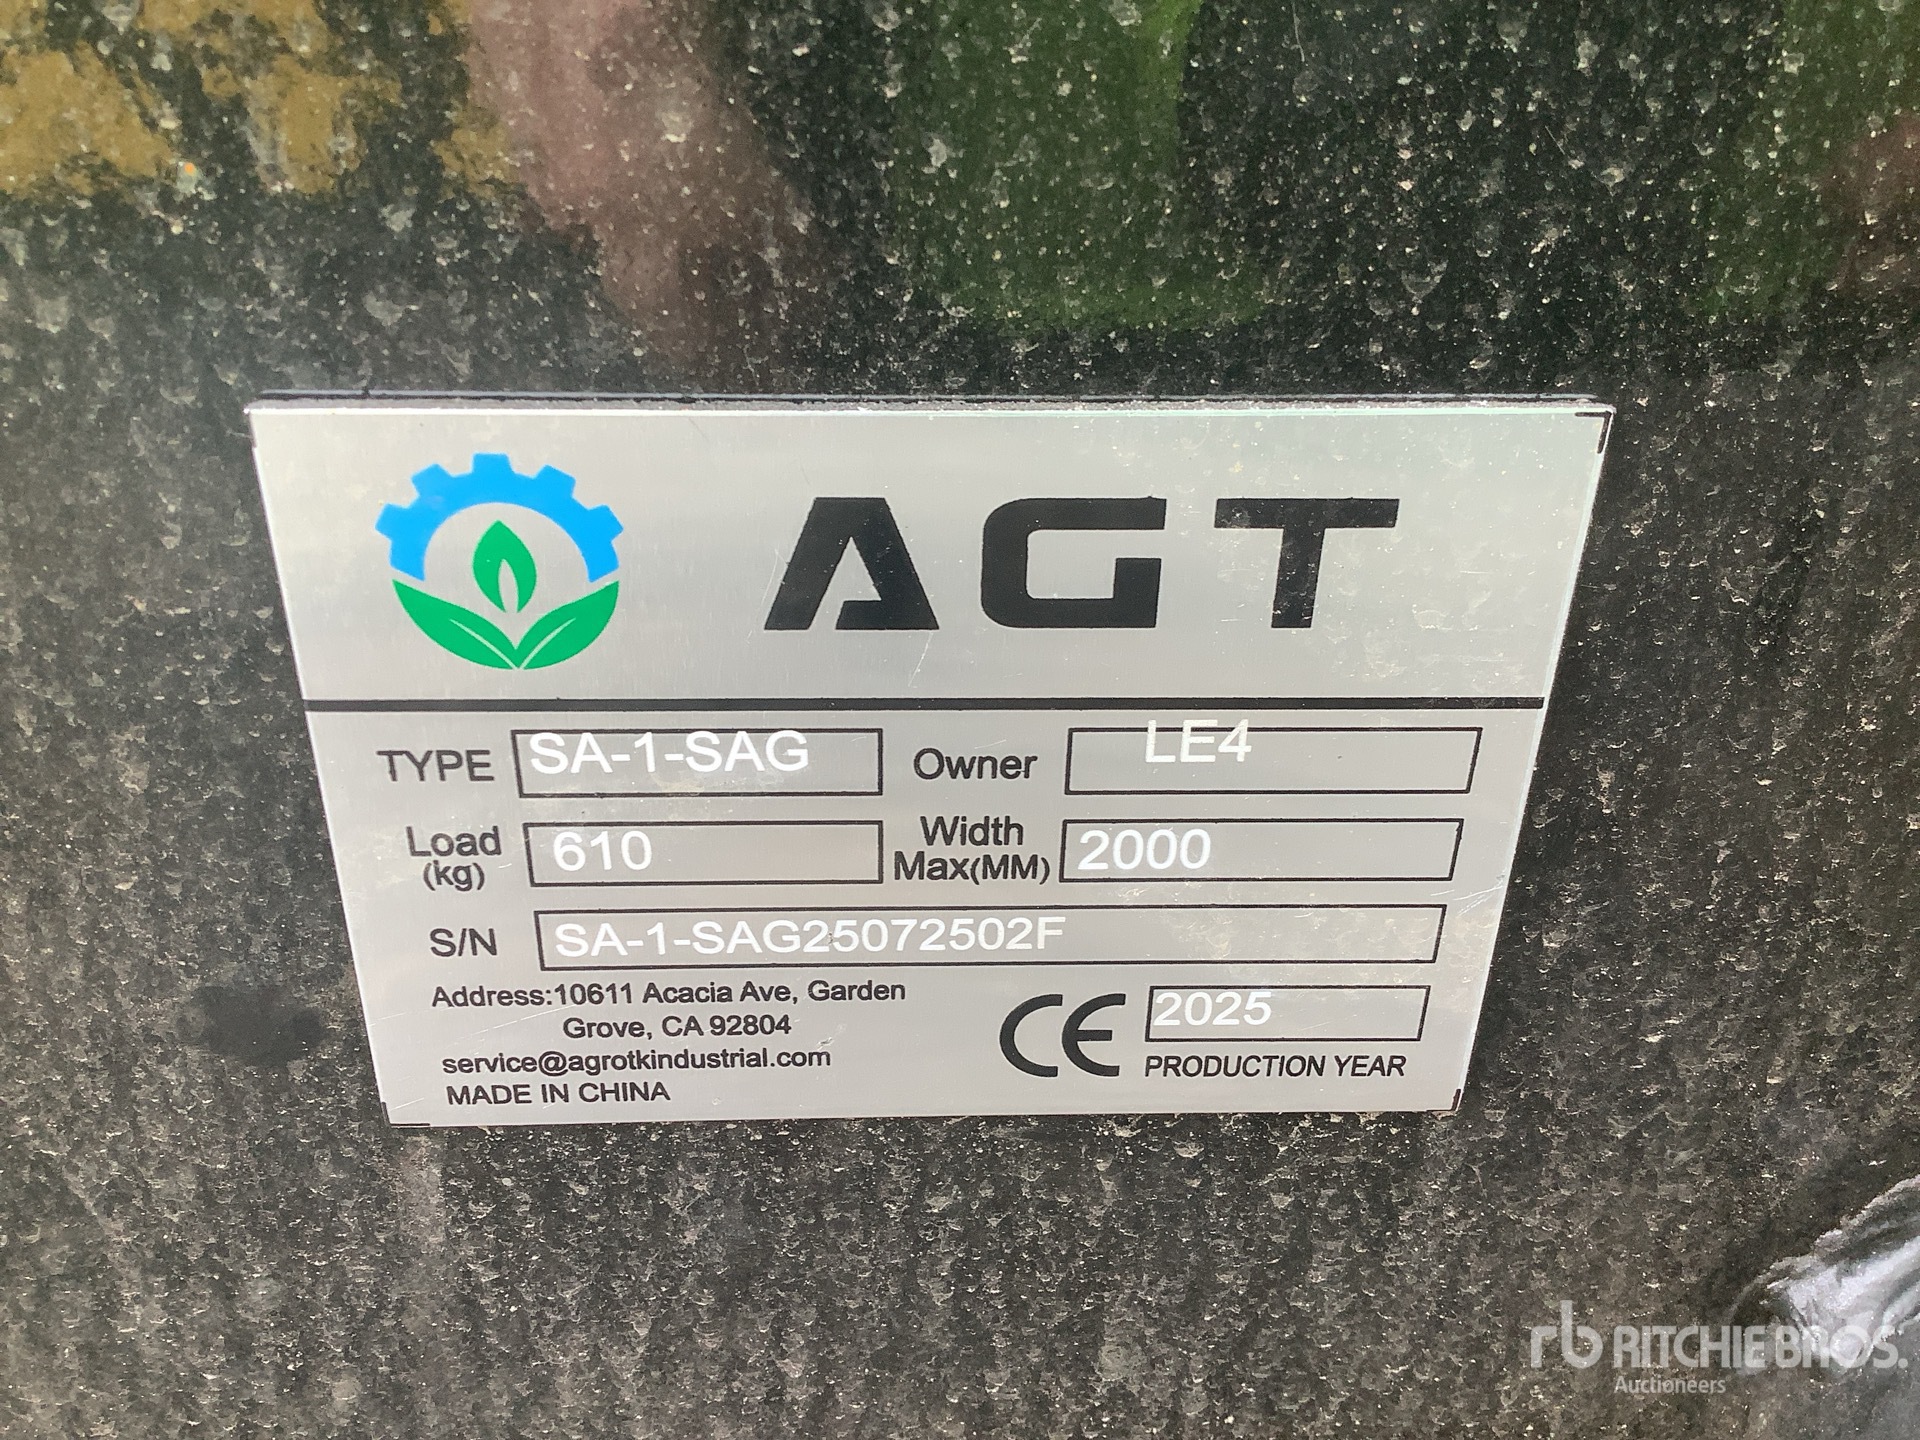 AGT
TYPE SA-1-SAG Owner LE4
Load (kg) 610 Width Max(MM) 2000
S/N SA-1-SAG25072502F
Address:10611 Acacia Ave, Garden
Grove, CA 92804
service@agrotkindustrial.com
MADE IN CHINA
CE 2025
PRODUCTION YEAR
rb RITCHIE BROS.
Auctioneers